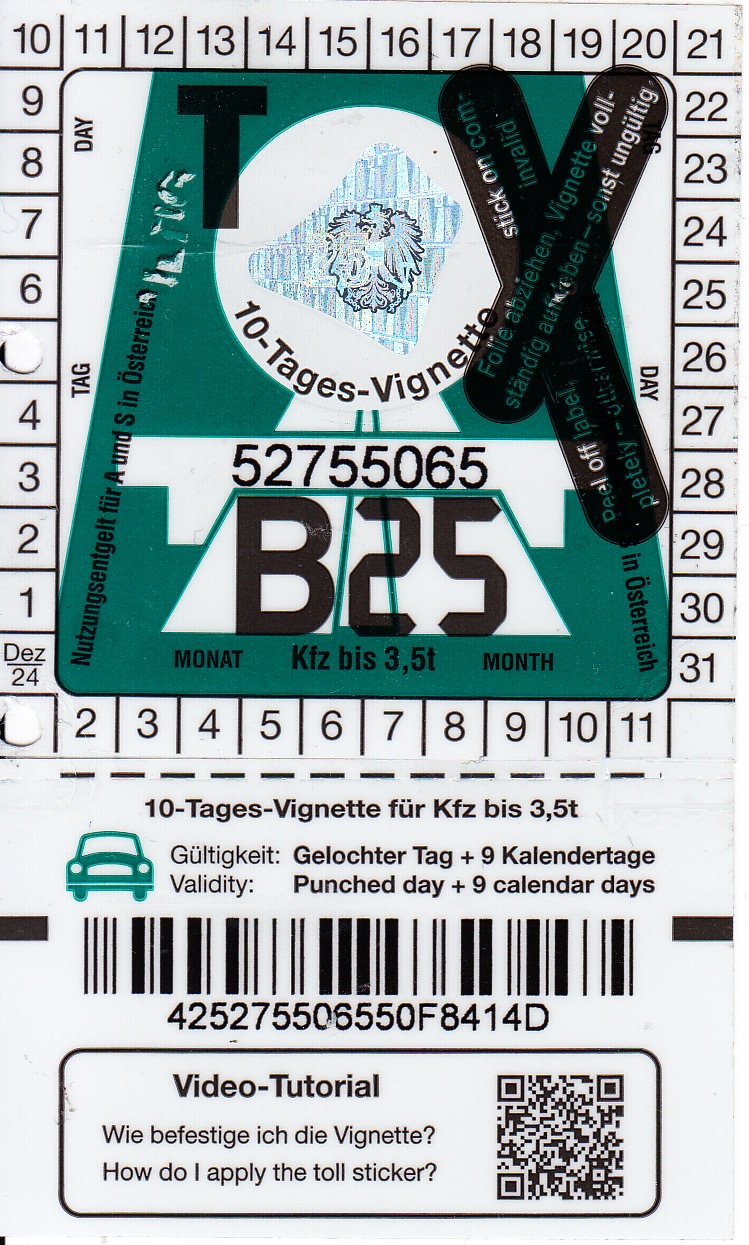 10 11 12 13 14 15 16 17 18 19 20 21
9
8
7
6
4
3
2
1
Dez
24
22
23
24
25
26
27
28
29
30
31
DAY
TAG
T
TAG
DAY
stick on com-
invalid
Folie abziehen, Vignette voll-
ständig aufkleben – sonst ungültig
Peel off label,
pletely – otherwise
10-Tages-Vignette
Nutzungsentgelt für A und S in Österreich
S in Österreich
52755065
B25
MONAT Kfz bis 3,5t MONTH
2 3 4 5 6 7 8 9 10 11
10-Tages-Vignette für Kfz bis 3,5t
Gültigkeit: Gelochter Tag + 9 Kalendertage
Validity: Punched day + 9 calendar days
425275506550F8414D
Video-Tutorial
Wie befestige ich die Vignette?
How do I apply the toll sticker?